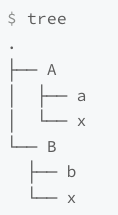 $ tree
.
├── A
│   ├── a
│   └── x
└── B
    ├── b
    └── x